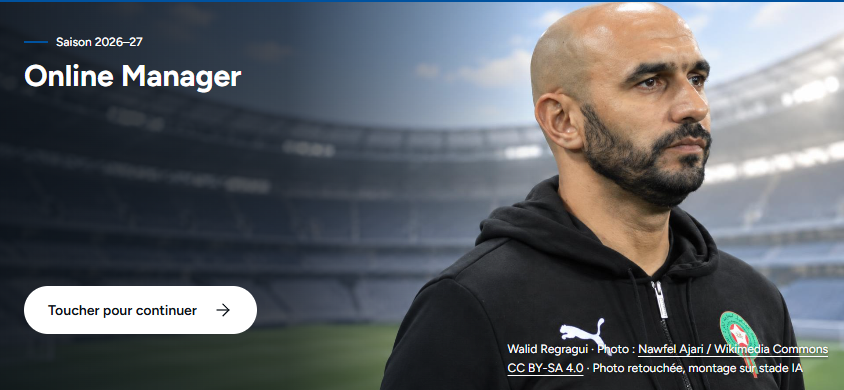 Saison 2026–27
Online Manager
Toucher pour continuer
Walid Regragui · Photo : Nawfel Ajari / Wikimedia Commons
CC BY-SA 4.0 · Photo retouchée, montage sur stade IA